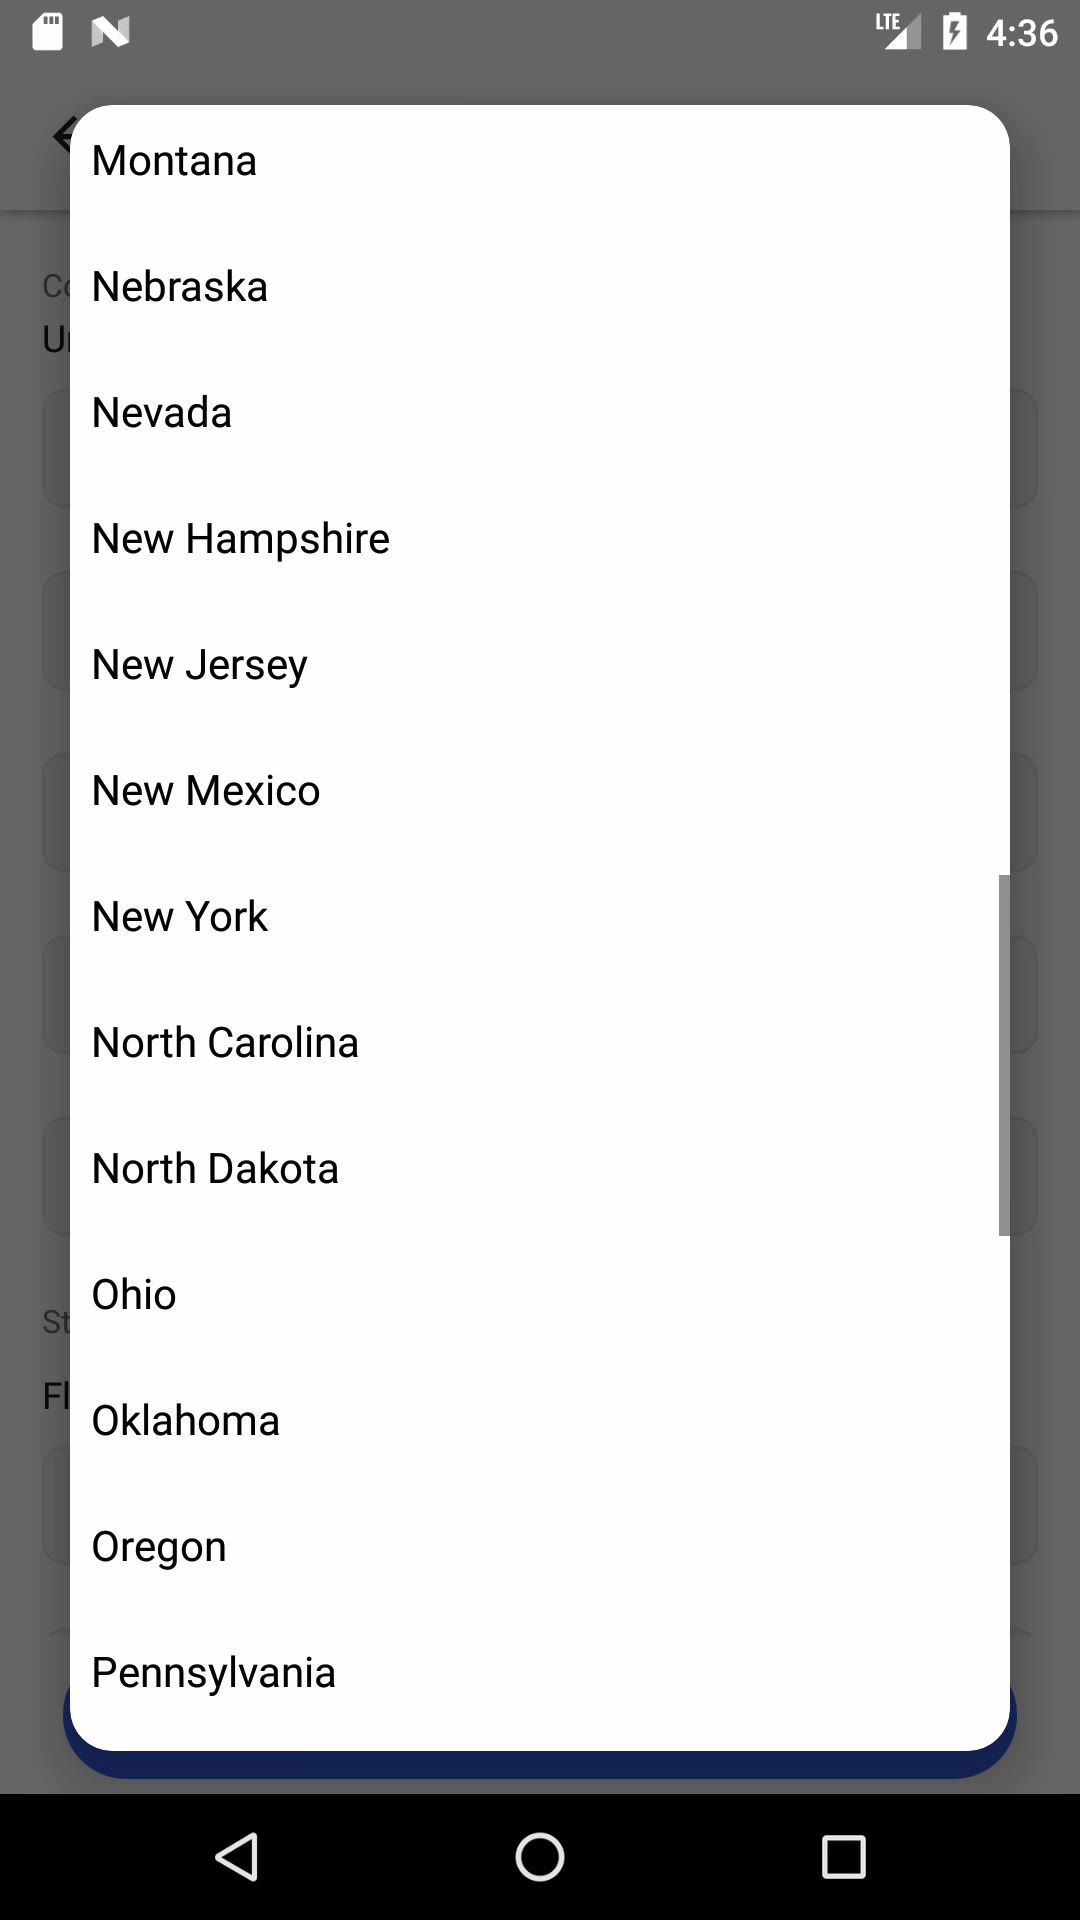 LTE 4:36
Montana
Nebraska
Nevada
New Hampshire
New Jersey
New Mexico
New York
North Carolina
North Dakota
Ohio
Oklahoma
Oregon
Pennsylvania